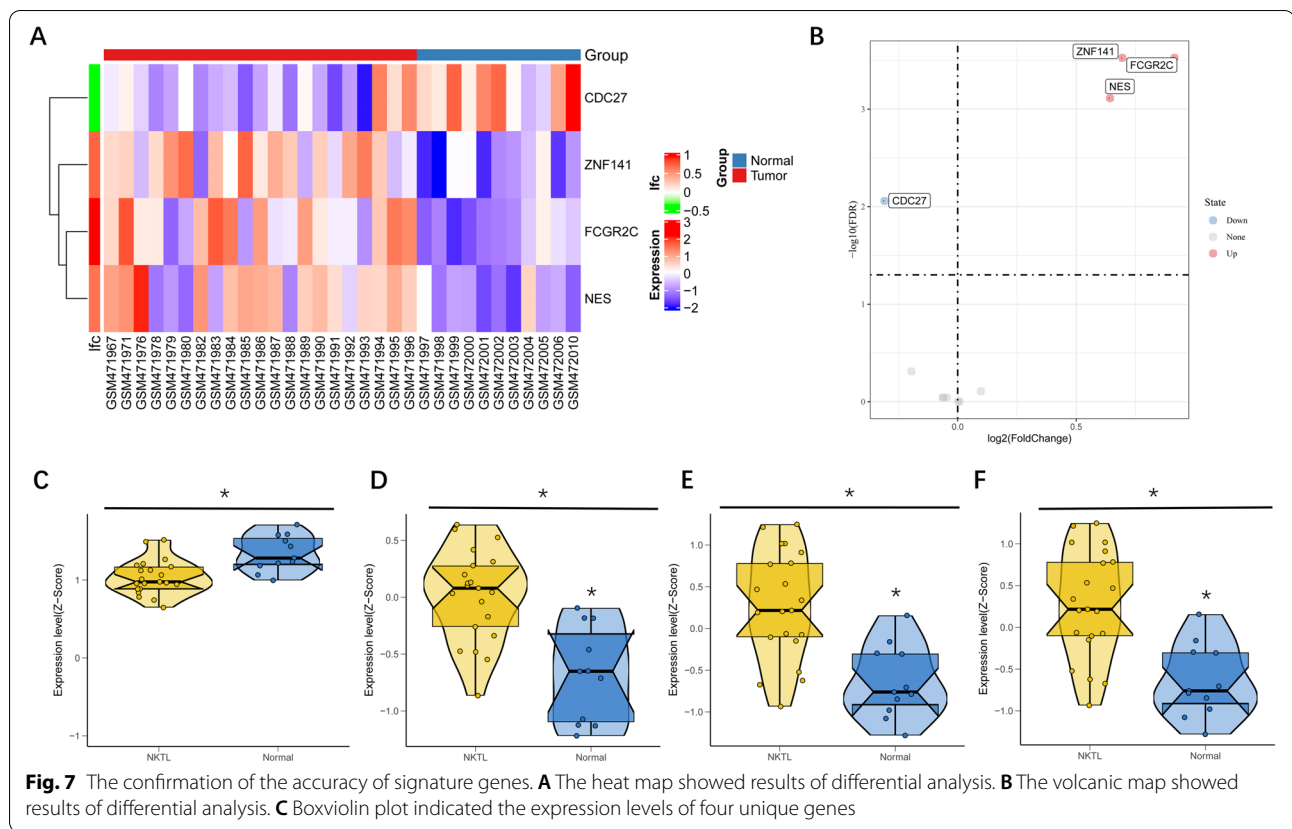 A
Group
CDC27
ZNF141
FCGR2C
NES
lfc
GSM471967
GSM471971
GSM471976
GSM471978
GSM471979
GSM471980
GSM471982
GSM471983
GSM471984
GSM471985
GSM471986
GSM471987
GSM471988
GSM471989
GSM471990
GSM471991
GSM471992
GSM471993
GSM471994
GSM471995
GSM471996
GSM471997
GSM471998
GSM471999
GSM472000
GSM472001
GSM472002
GSM472003
GSM472004
GSM472005
GSM472006
GSM472010
lfc
1
0.5
0
−0.5
Expression
3
2
1
0
−1
−2
Group
Normal
Tumor
B
ZNF141
FCGR2C
NES
CDC27
−log10(FDR)
3
2
1
0
0.0 0.5
log2(FoldChange)
State
Down
None
Up
C
*
Expression level(Z−Score)
1
0
−1
NKTL Normal
D
*
*
Expression level(Z−Score)
0.5
0.0
−0.5
−1.0
NKTL Normal
E
*
*
Expression level(Z−Score)
1.0
0.5
0.0
−0.5
−1.0
NKTL Normal
F
*
*
Expression level(Z−Score)
1.0
0.5
0.0
−0.5
−1.0
NKTL Normal
Fig. 7 The confirmation of the accuracy of signature genes. A The heat map showed results of differential analysis. B The volcanic map showed
results of differential analysis. C Boxviolin plot indicated the expression levels of four unique genes